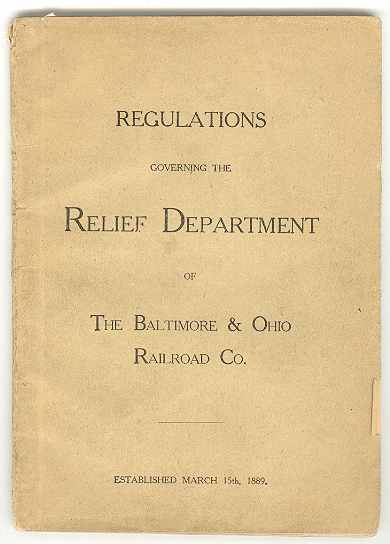 REGULATIONS
GOVERNING THE
RELIEF DEPARTMENT
OF
THE BALTIMORE & OHIO
RAILROAD CO.
ESTABLISHED MARCH 15th, 1889.